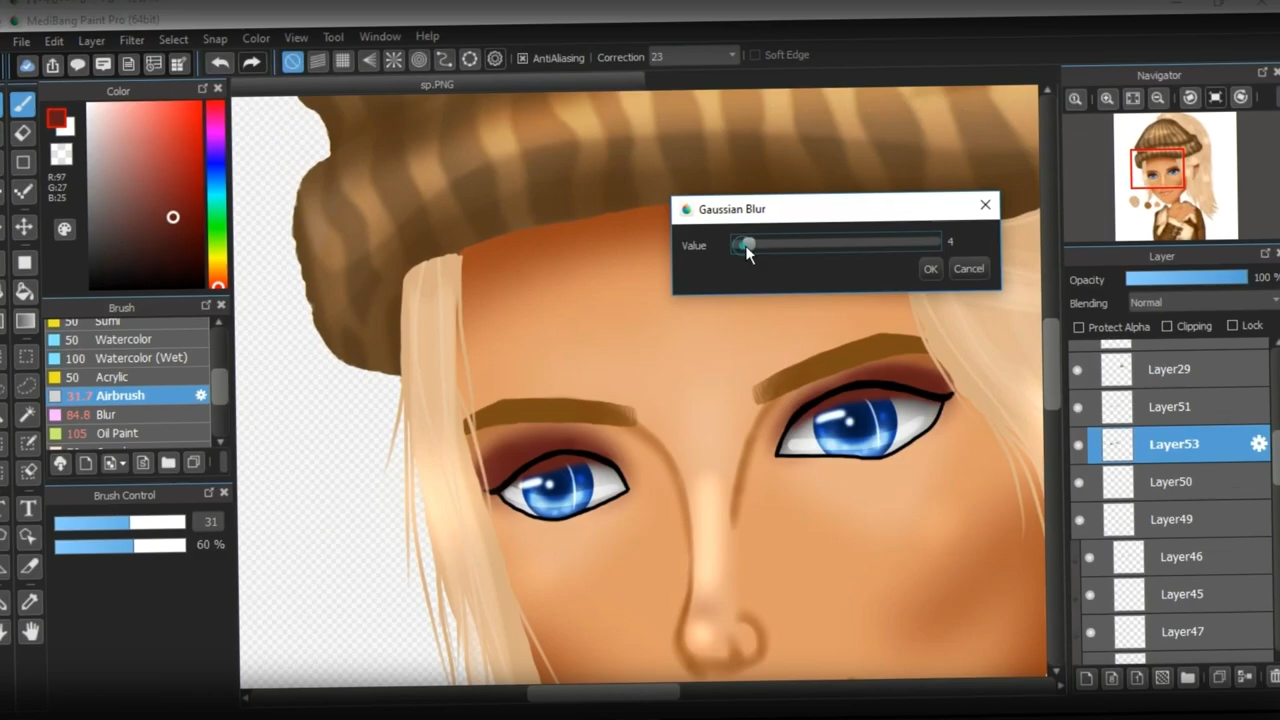 MediBang Paint Pro (64bit)
File Edit Layer Filter Select Snap Color View Tool Window Help
AntiAliasing Correction 23 Soft Edge
sp.PNG
Color
R:97
G:27
B:25
Brush
50 Sumi
50 Watercolor
100 Watercolor (Wet)
50 Acrylic
31.7 Airbrush
84.8 Blur
105 Oil Paint
Brush Control
31
60 %
Gaussian Blur
Value 4
OK Cancel
Navigator
Layer
Opacity 100 %
Blending Normal
Protect Alpha Clipping Lock
Layer29
Layer51
Layer53
Layer50
Layer49
Layer46
Layer45
Layer47